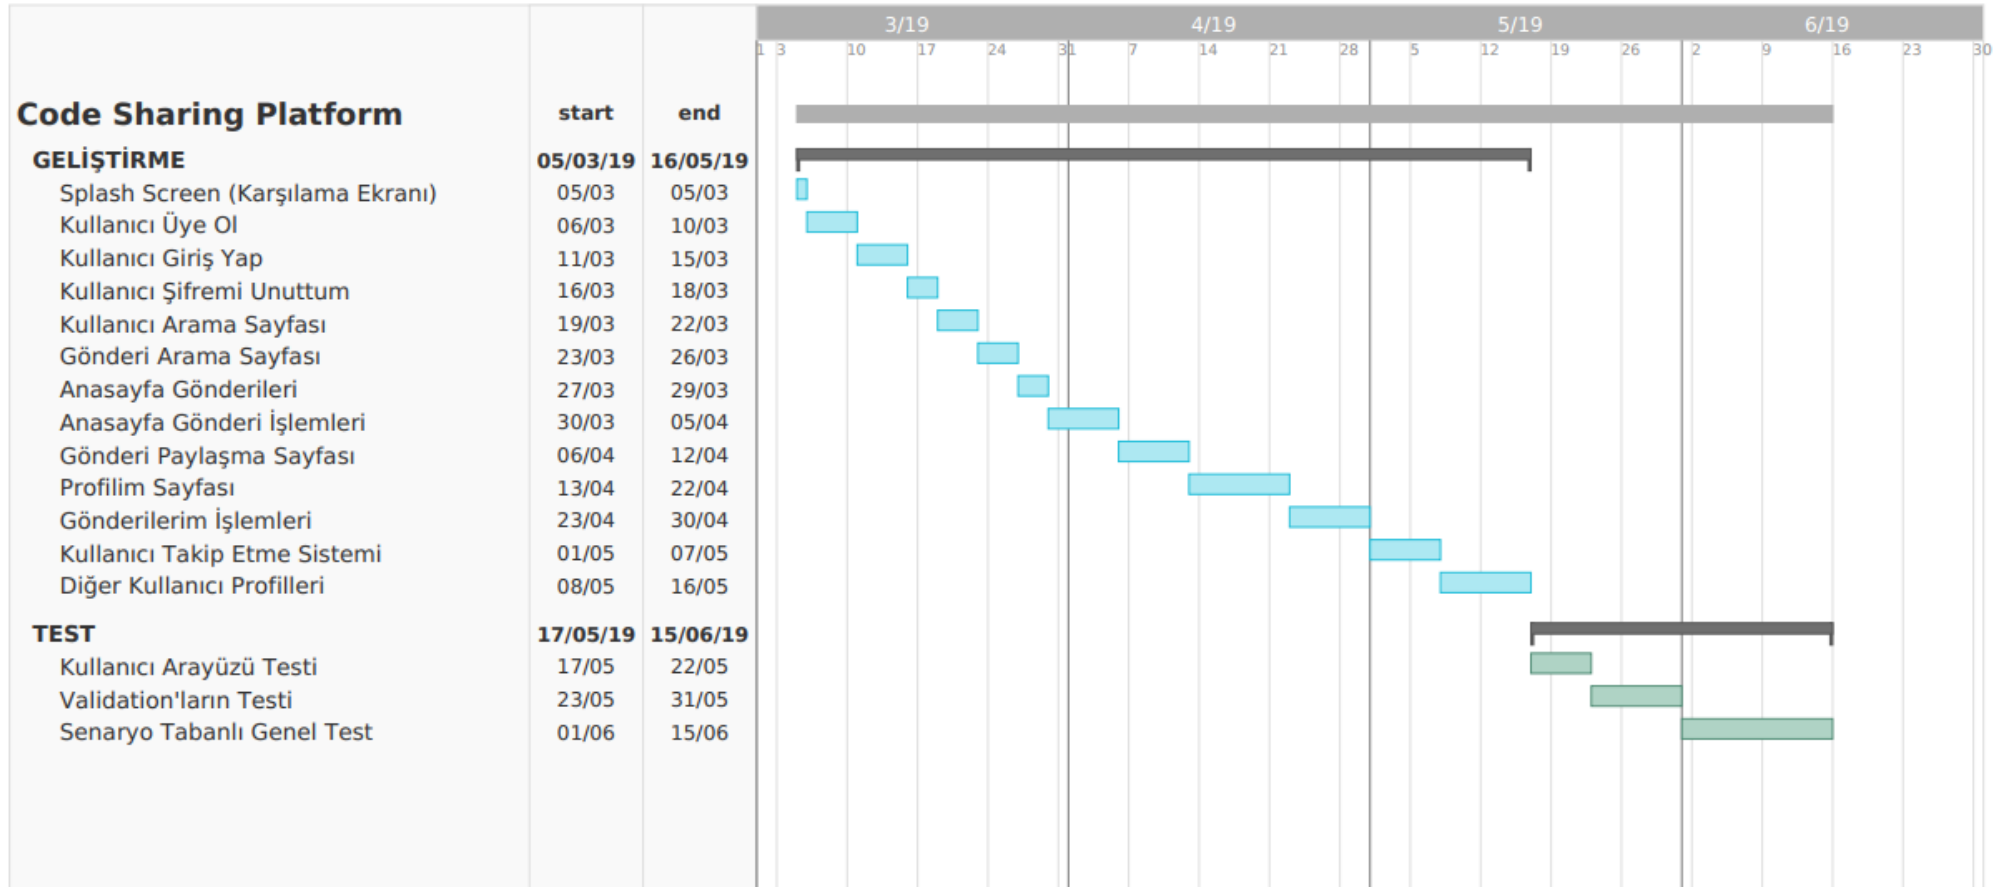 3/19 4/19 5/19 6/19
1 3 10 17 24 31 7 14 21 28 5 12 19 26 2 9 16 23 30
Code Sharing Platform start end
GELİŞTİRME 05/03/19 16/05/19
Splash Screen (Karşılama Ekranı) 05/03 05/03
Kullanıcı Üye Ol 06/03 10/03
Kullanıcı Giriş Yap 11/03 15/03
Kullanıcı Şifremi Unuttum 16/03 18/03
Kullanıcı Arama Sayfası 19/03 22/03
Gönderi Arama Sayfası 23/03 26/03
Anasayfa Gönderileri 27/03 29/03
Anasayfa Gönderi İşlemleri 30/03 05/04
Gönderi Paylaşma Sayfası 06/04 12/04
Profilim Sayfası 13/04 22/04
Gönderilerim İşlemleri 23/04 30/04
Kullanıcı Takip Etme Sistemi 01/05 07/05
Diğer Kullanıcı Profilleri 08/05 16/05
TEST 17/05/19 15/06/19
Kullanıcı Arayüzü Testi 17/05 22/05
Validation'ların Testi 23/05 31/05
Senaryo Tabanlı Genel Test 01/06 15/06